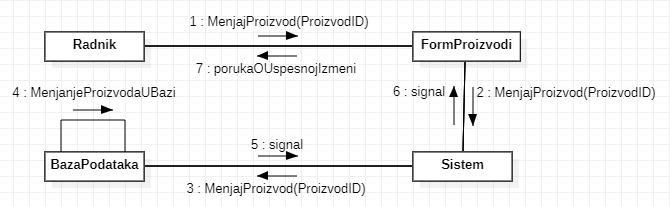 1 : MenjajProizvod(ProizvodID)
Radnik
FormProizvodi
7 : porukaOUspesnojIzmeni
4 : MenjanjeProizvodaUBazi
6 : signal
2 : MenjajProizvod(ProizvodID)
5 : signal
BazaPodataka
Sistem
3 : MenjajProizvod(ProizvodID)